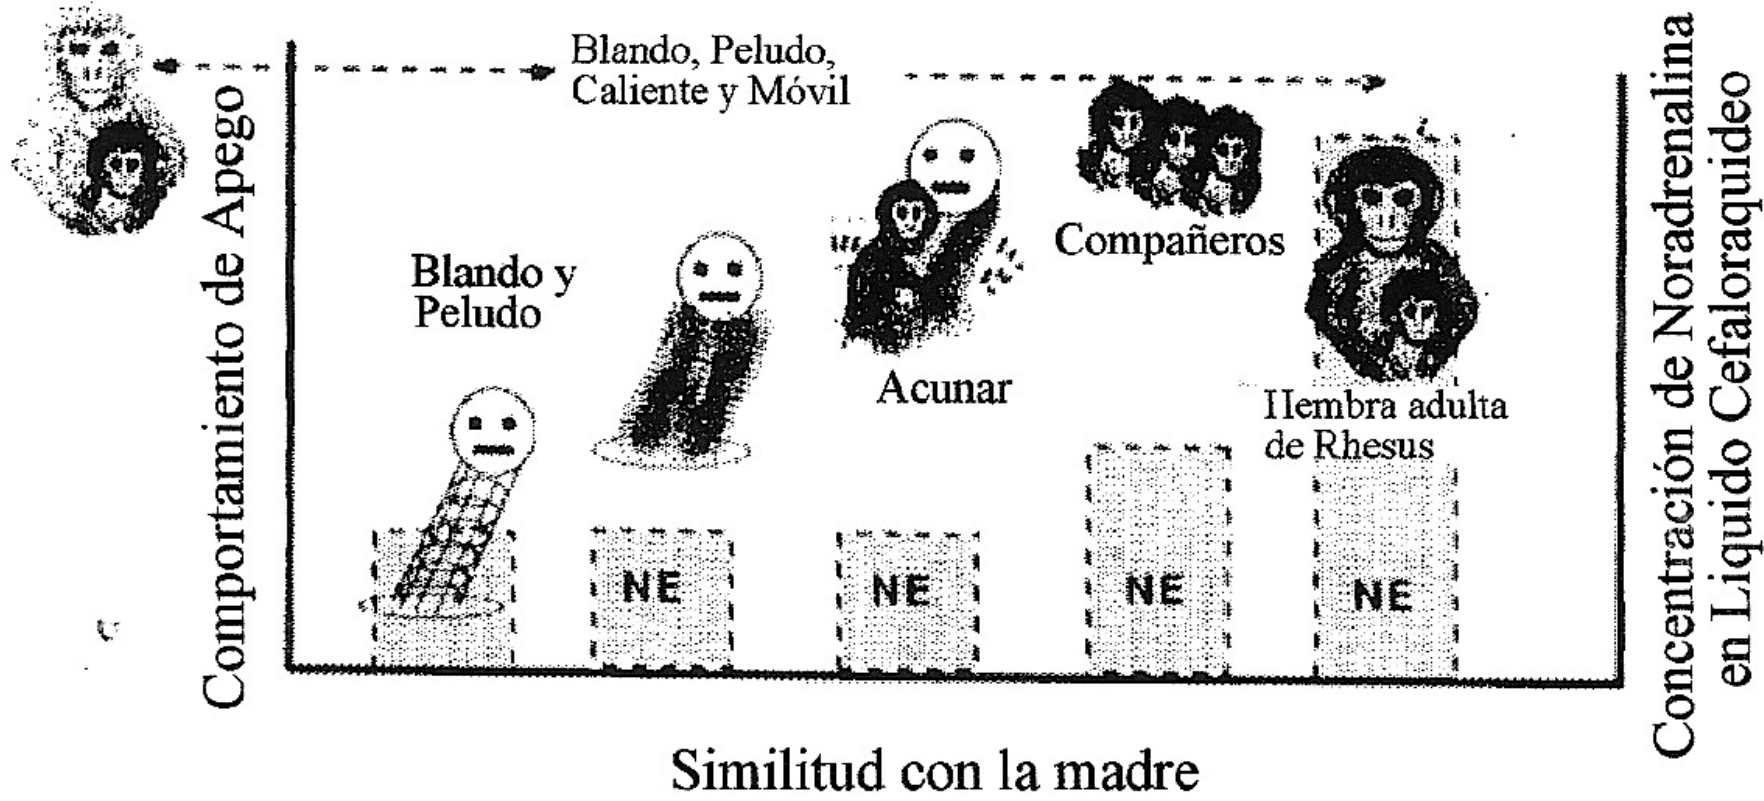 Blando, Peludo,
Caliente y Móvil
Comportamiento de Apego
Blando y
Peludo
Acunar
Compañeros
Hembra adulta
de Rhesus
NE
NE
NE
NE
Concentración de Noradrenalina
en Liquido Cefaloraquideo
Similitud con la madre